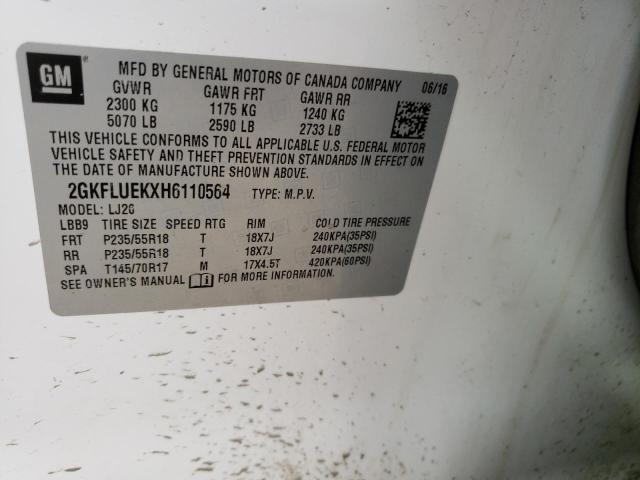 GM
MFD BY GENERAL MOTORS OF CANADA COMPANY 06/16
GVWR GAWR FRT GAWR RR
2300 KG 1175 KG 1240 KG
5070 LB 2590 LB 2733 LB
THIS VEHICLE CONFORMS TO ALL APPLICABLE U.S. FEDERAL MOTOR
VEHICLE SAFETY AND THEFT PREVENTION STANDARDS IN EFFECT ON
THE DATE OF MANUFACTURE SHOWN ABOVE.
2GKFLUEKXH6110564 TYPE: M.P.V.
MODEL: LJ26
LBB9 TIRE SIZE SPEED RTG RIM COLD TIRE PRESSURE
FRT P235/55R18 T 18X7J 240KPA(35PSI)
RR P235/55R18 T 18X7J 240KPA(35PSI)
SPA T145/70R17 M 17X4.5T 420KPA(60PSI)
SEE OWNER'S MANUAL FOR MORE INFORMATION.